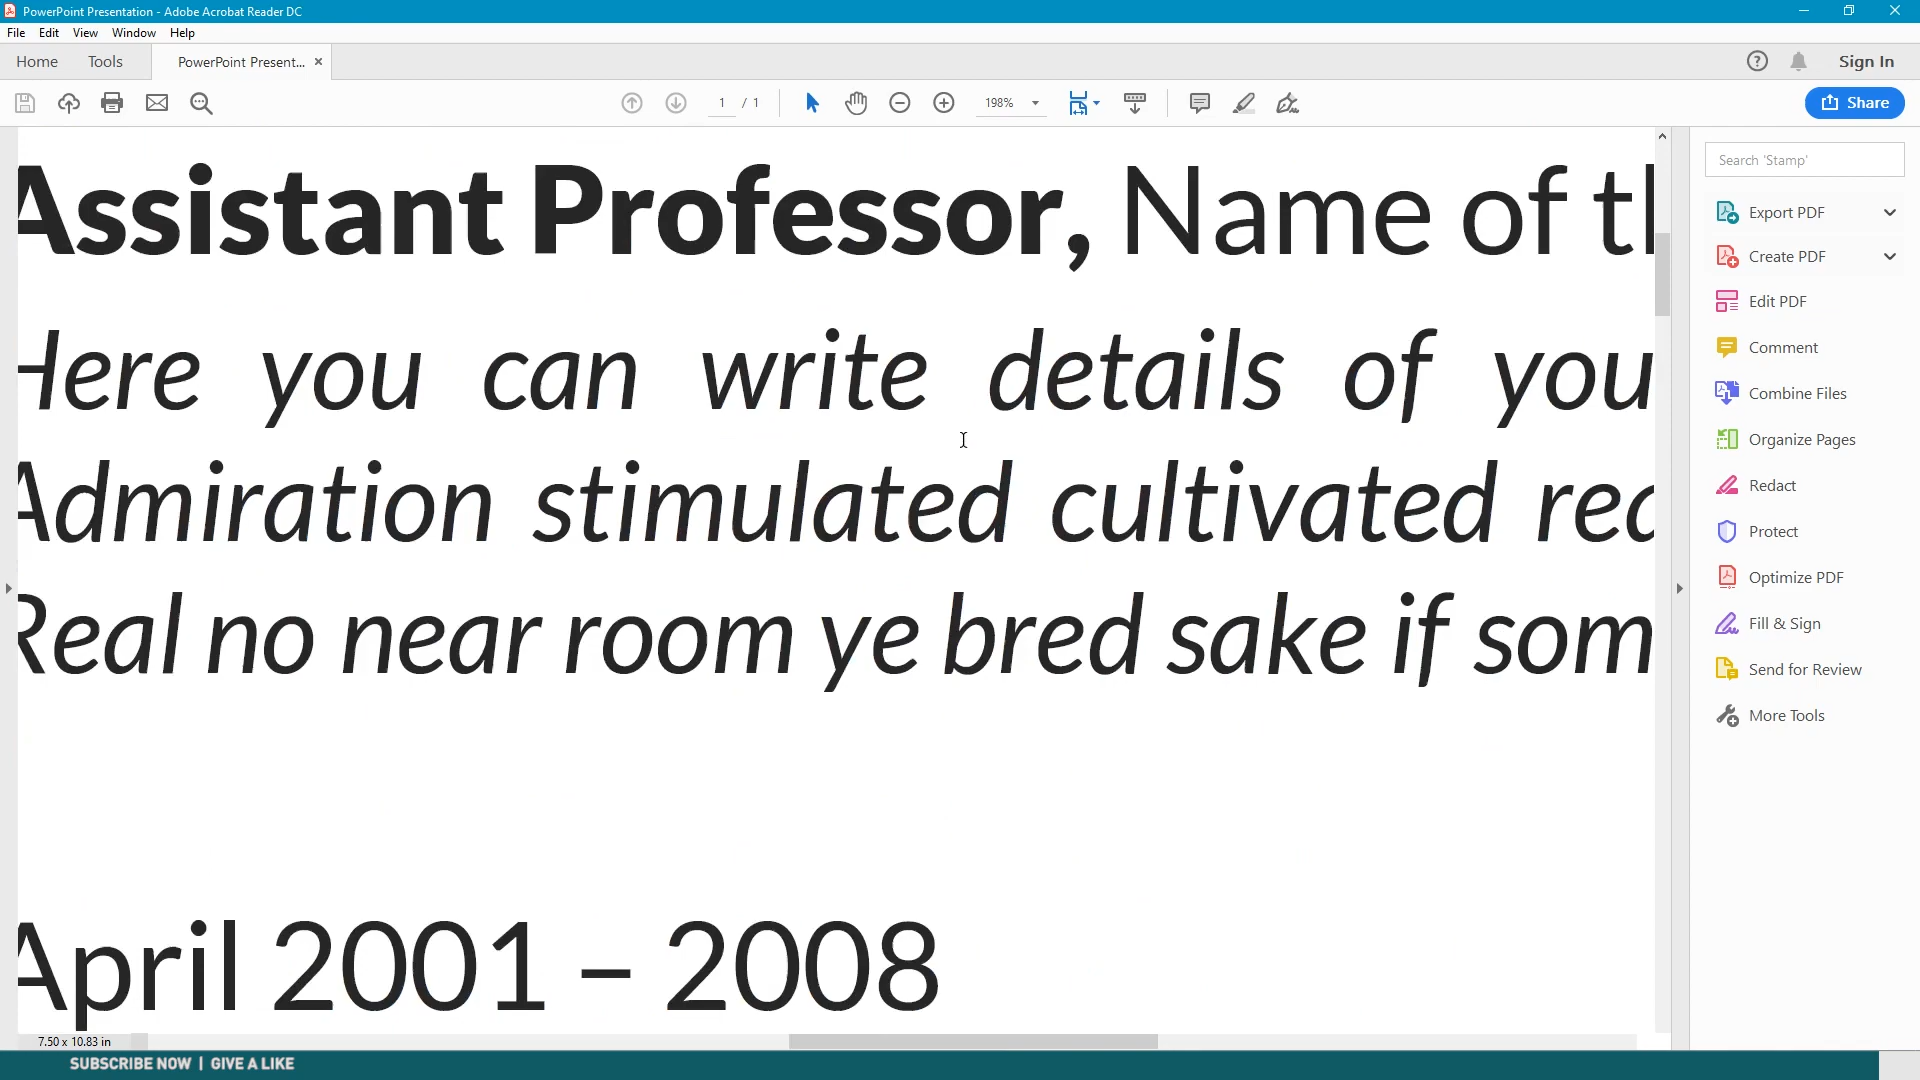 PowerPoint Presentation - Adobe Acrobat Reader DC
File Edit View Window Help
Home Tools PowerPoint Present... Sign In
1 / 1 198% Share
Search 'Stamp'
Export PDF
Create PDF
Edit PDF
Comment
Combine Files
Organize Pages
Redact
Protect
Optimize PDF
Fill & Sign
Send for Review
More Tools
Assistant Professor, Name of th
Here you can write details of you
Admiration stimulated cultivated rec
Real no near room ye bred sake if som
April 2001 – 2008
7.50 x 10.83 in
SUBSCRIBE NOW | GIVE A LIKE